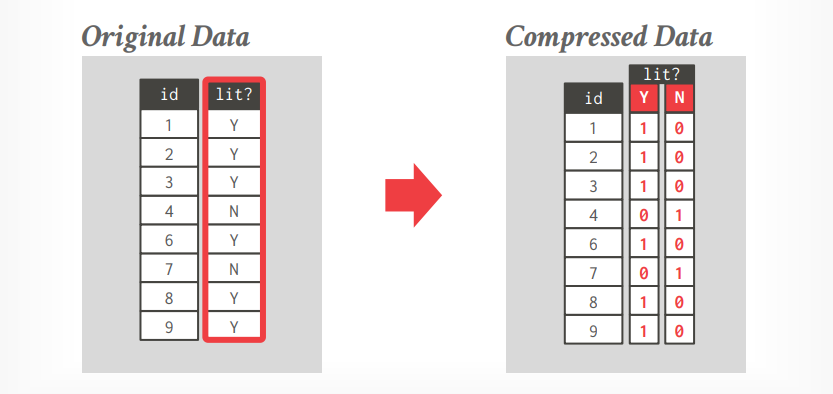 Original Data Compressed Data
id lit?
1 Y
2 Y
3 Y
4 N
6 Y
7 N
8 Y
9 Y
lit?
id Y N
1 1 0
2 1 0
3 1 0
4 0 1
6 1 0
7 0 1
8 1 0
9 1 0